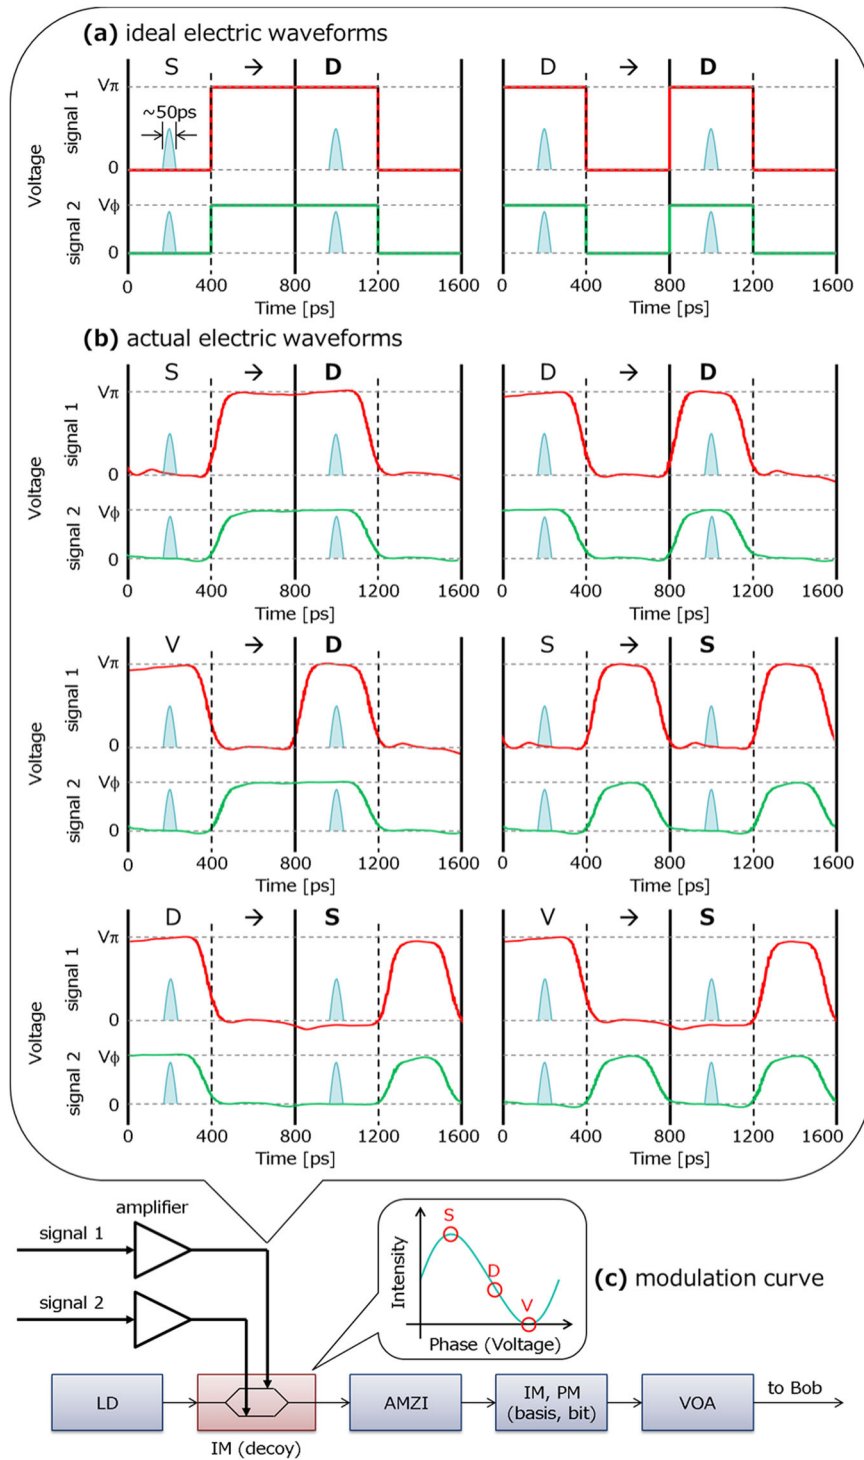 (a) ideal electric waveforms
S → D
D → D
Voltage
signal 1
Vπ
~50ps
0
signal 2
Vϕ
0
0 400 800 1200 1600
0 400 800 1200 1600
Time [ps]
Time [ps]
(b) actual electric waveforms
S → D
D → D
Voltage
signal 1
Vπ
0
signal 2
Vϕ
0
0 400 800 1200 1600
0 400 800 1200 1600
Time [ps]
Time [ps]
V → D
S → S
Voltage
signal 1
Vπ
0
signal 2
Vϕ
0
0 400 800 1200 1600
0 400 800 1200 1600
Time [ps]
Time [ps]
D → S
V → S
Voltage
signal 1
Vπ
0
signal 2
Vϕ
0
0 400 800 1200 1600
0 400 800 1200 1600
Time [ps]
Time [ps]
amplifier
signal 1
signal 2
Intensity
S
D
V
Phase (Voltage)
(c) modulation curve
LD
IM (decoy)
AMZI
IM, PM
(basis, bit)
VOA
to Bob